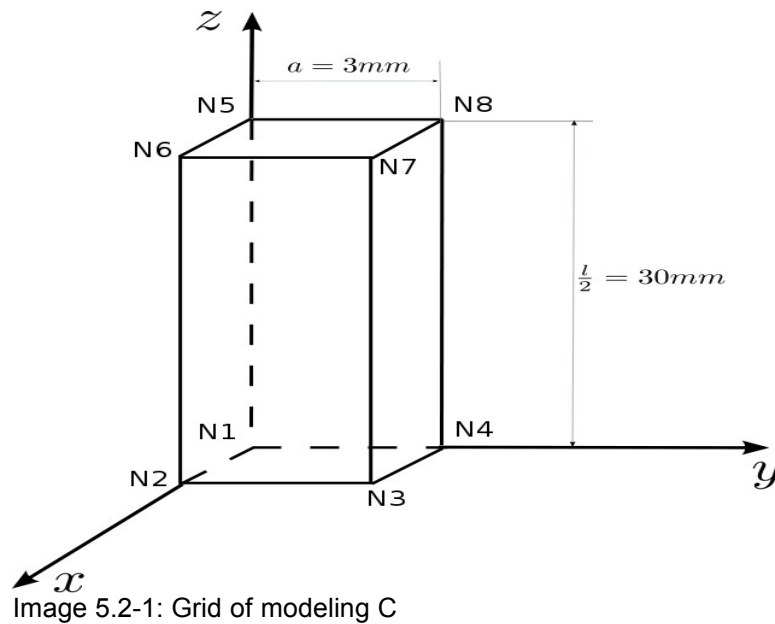 z
a = 3mm
N5
N8
N6
N7
l/2 = 30mm
N1
N4
N2
N3
y
x
Image 5.2-1: Grid of modeling C